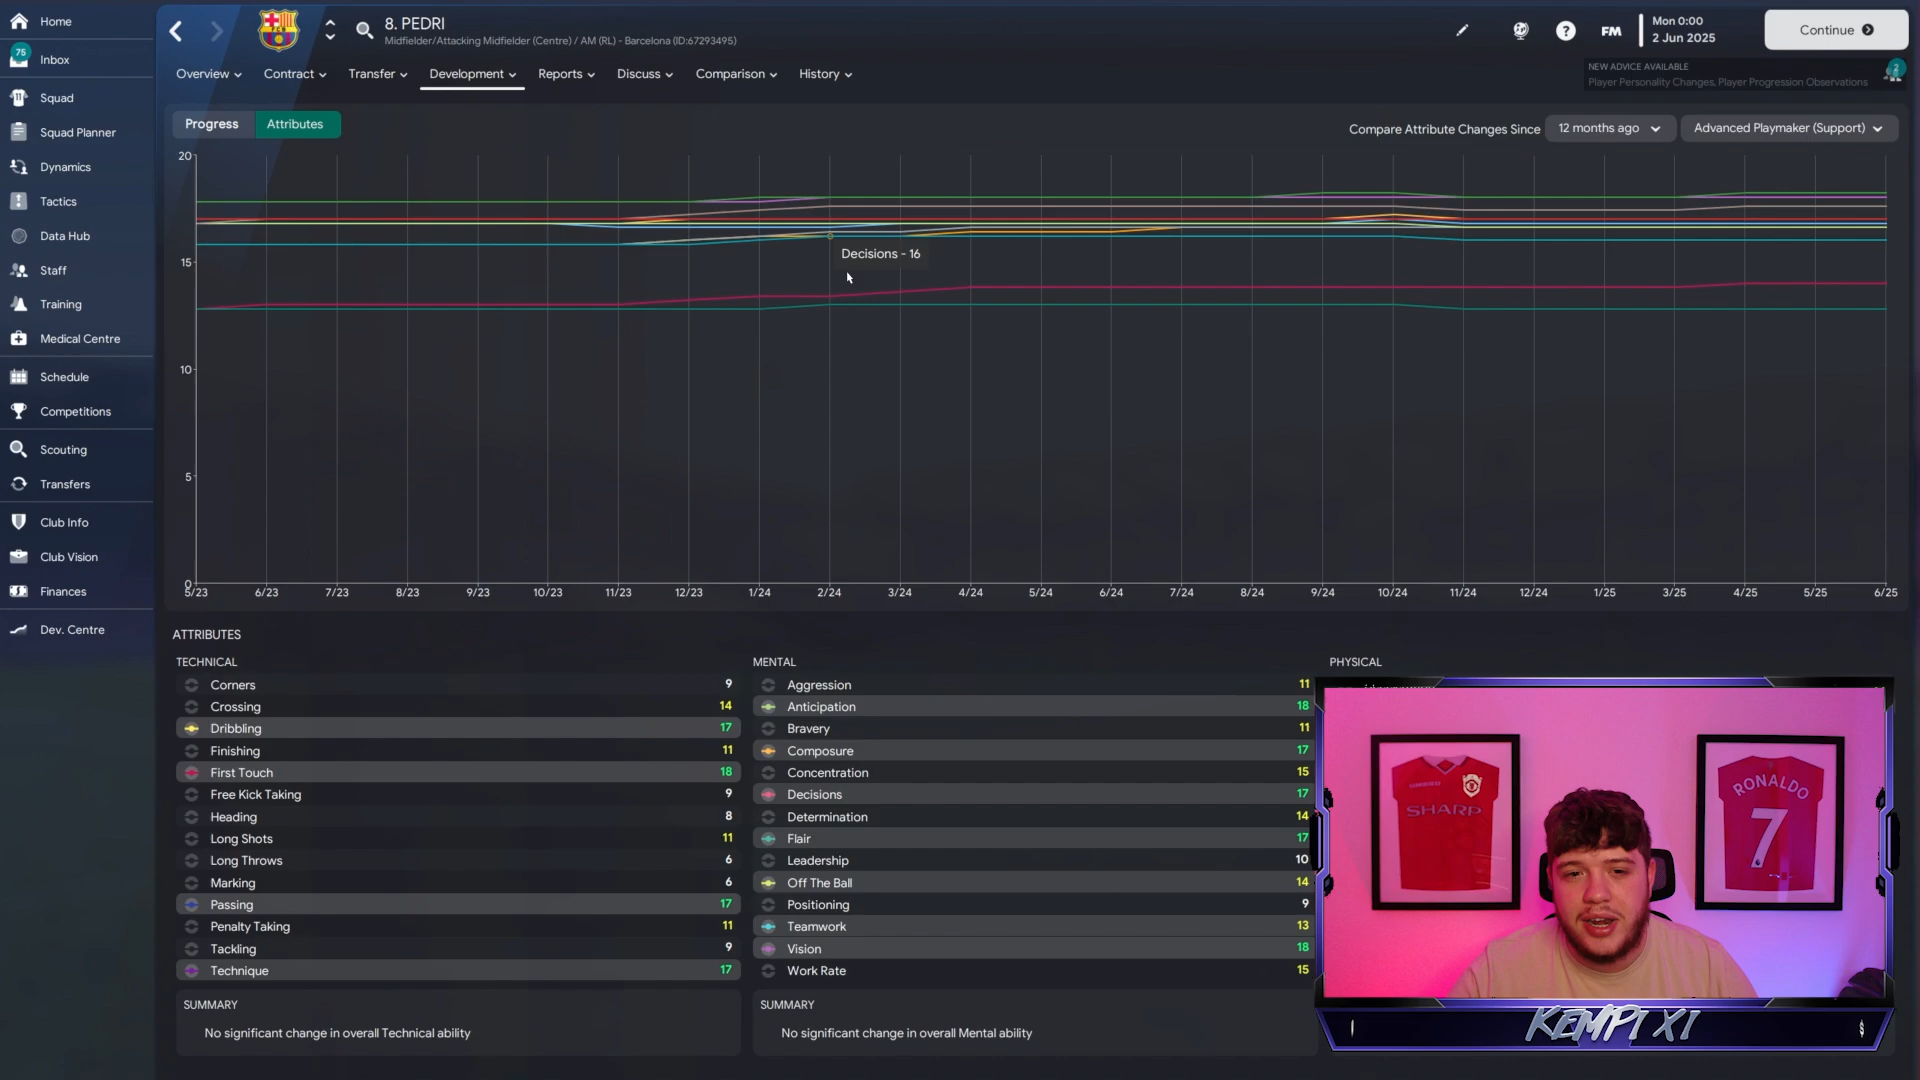 Home
75
Inbox
Squad
Squad Planner
Dynamics
Tactics
Data Hub
Staff
Training
Medical Centre
Schedule
Competitions
Scouting
Transfers
Club Info
Club Vision
Finances
Dev. Centre
8. PEDRI
Midfielder/Attacking Midfielder (Centre) / AM (RL) - Barcelona (ID:67293495)
FM
Mon 0:00
2 Jun 2025
Continue
Overview
Contract
Transfer
Development
Reports
Discuss
Comparison
History
NEW ADVICE AVAILABLE
Player Personality Changes, Player Progression Observations
2
Progress
Attributes
Compare Attribute Changes Since
12 months ago
Advanced Playmaker (Support)
20
15
10
5
0
Decisions - 16
5/23 6/23 7/23 8/23 9/23 10/23 11/23 12/23 1/24 2/24 3/24 4/24 5/24 6/24 7/24 8/24 9/24 10/24 11/24 12/24 1/25 3/25 4/25 5/25 6/25
ATTRIBUTES
TECHNICAL
Corners 9
Crossing 14
Dribbling 17
Finishing 11
First Touch 18
Free Kick Taking 9
Heading 8
Long Shots 11
Long Throws 6
Marking 6
Passing 17
Penalty Taking 11
Tackling 9
Technique 17
SUMMARY
No significant change in overall Technical ability
MENTAL
Aggression 11
Anticipation 18
Bravery 11
Composure 17
Concentration 15
Decisions 17
Determination 14
Flair 17
Leadership 10
Off The Ball 14
Positioning 9
Teamwork 13
Vision 18
Work Rate 15
SUMMARY
No significant change in overall Mental ability
PHYSICAL
UMBRO
SHARP
RONALDO
7
KEMPI XI